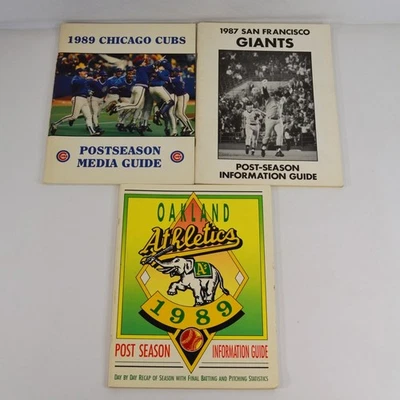 1989 CHICAGO CUBS
POSTSEASON
MEDIA GUIDE
1987 SAN FRANCISCO
GIANTS
POST-SEASON
INFORMATION GUIDE
OAKLAND
Athletics
A's
1989
POST SEASON INFORMATION GUIDE
DAY BY DAY RECAP OF SEASON WITH FINAL BATTING AND PITCHING STATISTICS